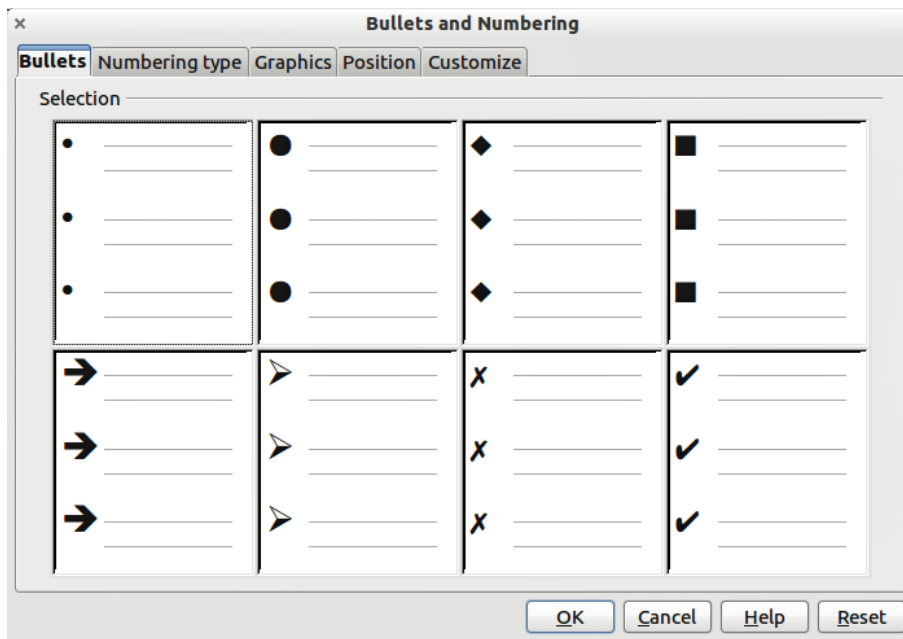 Bullets and Numbering
Bullets Numbering type Graphics Position Customize
Selection
OK Cancel Help Reset